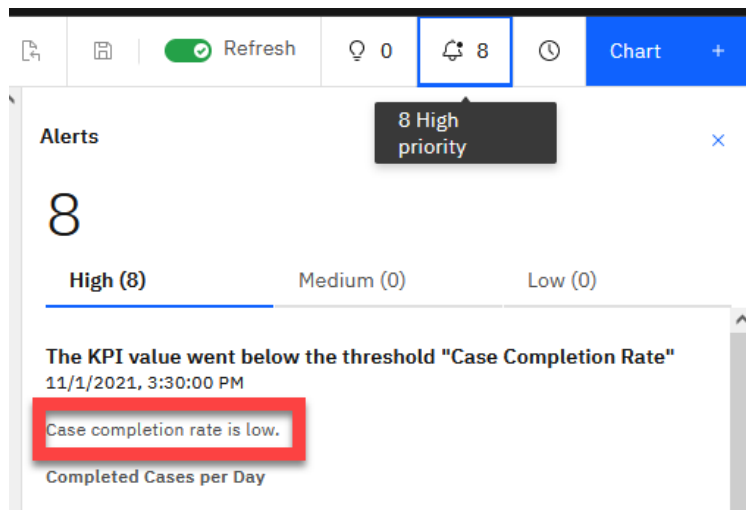 Refresh
0
8
Chart +
8 High
priority
Alerts
8
High (8)
Medium (0)
Low (0)
The KPI value went below the threshold "Case Completion Rate"
11/1/2021, 3:30:00 PM
Case completion rate is low.
Completed Cases per Day